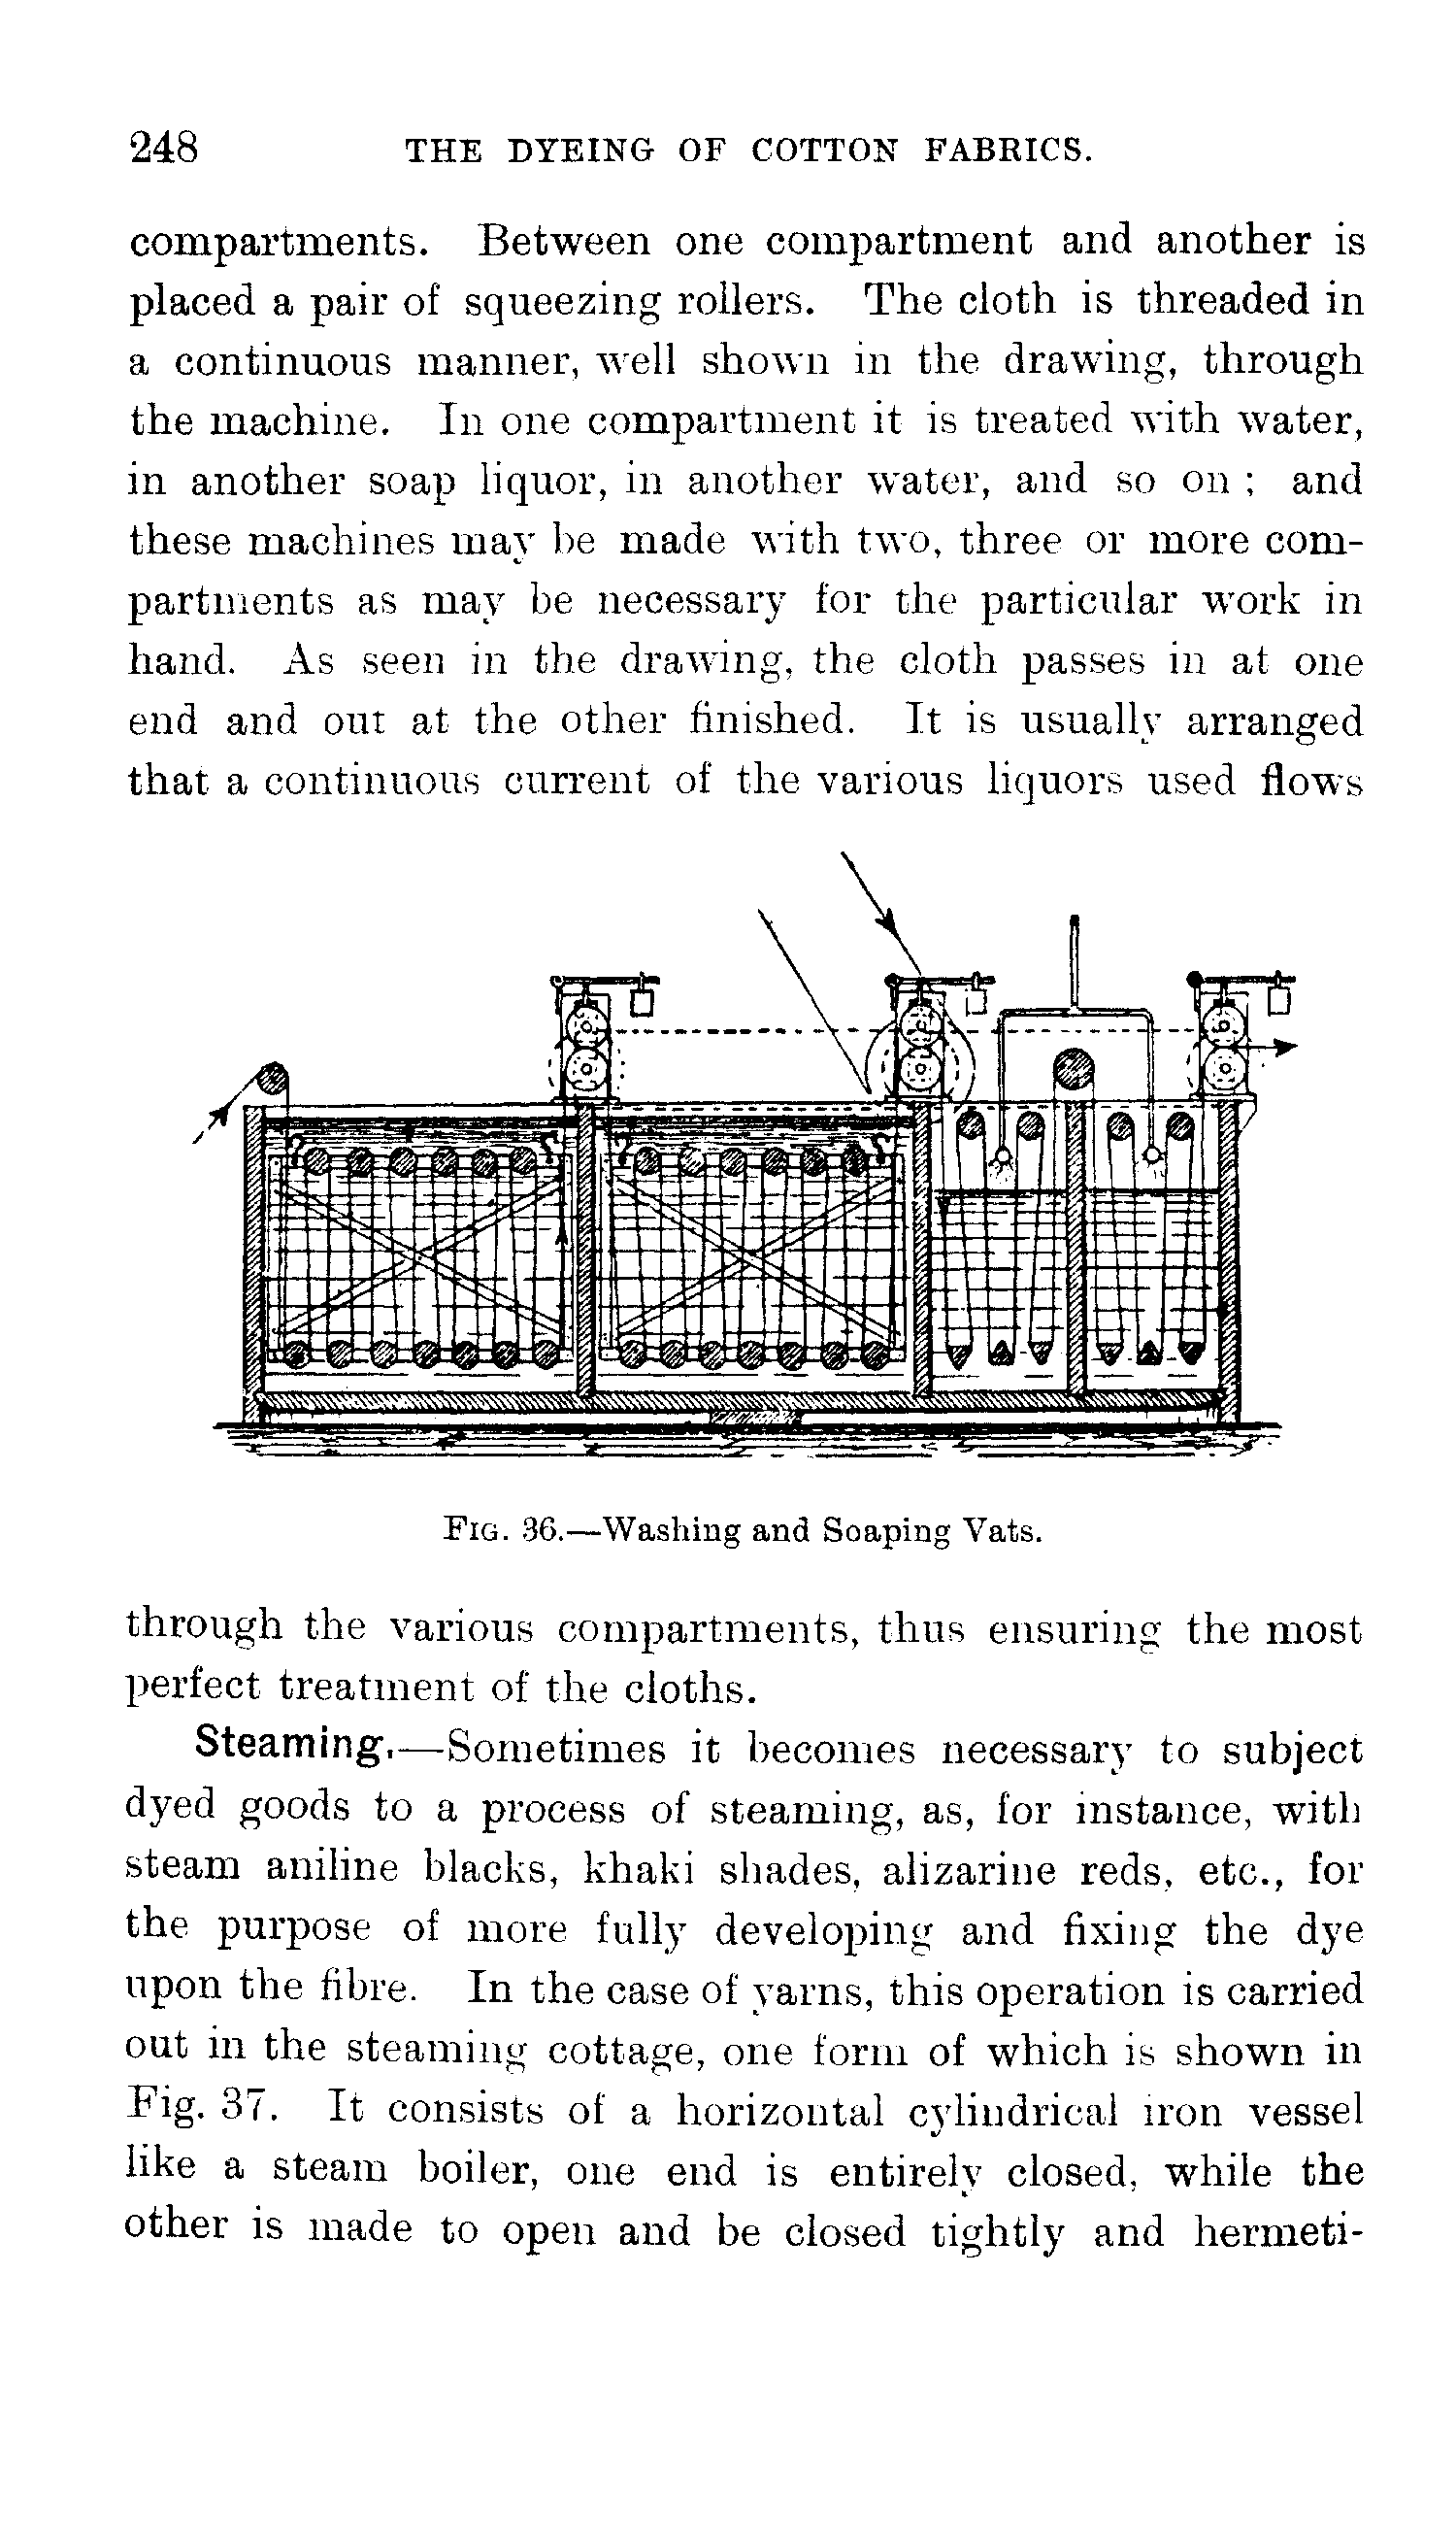 248 THE DYEING OF COTTON FABRICS.
compartments. Between one compartment and another is
placed a pair of squeezing rollers. The cloth is threaded in
a continuous manner, well shown in the drawing, through
the machine. In one compartment it is treated with water,
in another soap liquor, in another water, and so on ; and
these machines may be made with two, three or more com-
partments as may be necessary for the particular work in
hand. As seen in the drawing, the cloth passes in at one
end and out at the other finished. It is usually arranged
that a continuous current of the various liquors used flows
FIG. 36.—Washing and Soaping Vats.
through the various compartments, thus ensuring the most
perfect treatment of the cloths.
Steaming.—Sometimes it becomes necessary to subject
dyed goods to a process of steaming, as, for instance, with
steam aniline blacks, khaki shades, alizarine reds, etc., for
the purpose of more fully developing and fixing the dye
upon the fibre. In the case of yarns, this operation is carried
out in the steaming cottage, one form of which is shown in
Fig. 37. It consists of a horizontal cylindrical iron vessel
like a steam boiler, one end is entirely closed, while the
other is made to open and be closed tightly and hermeti-